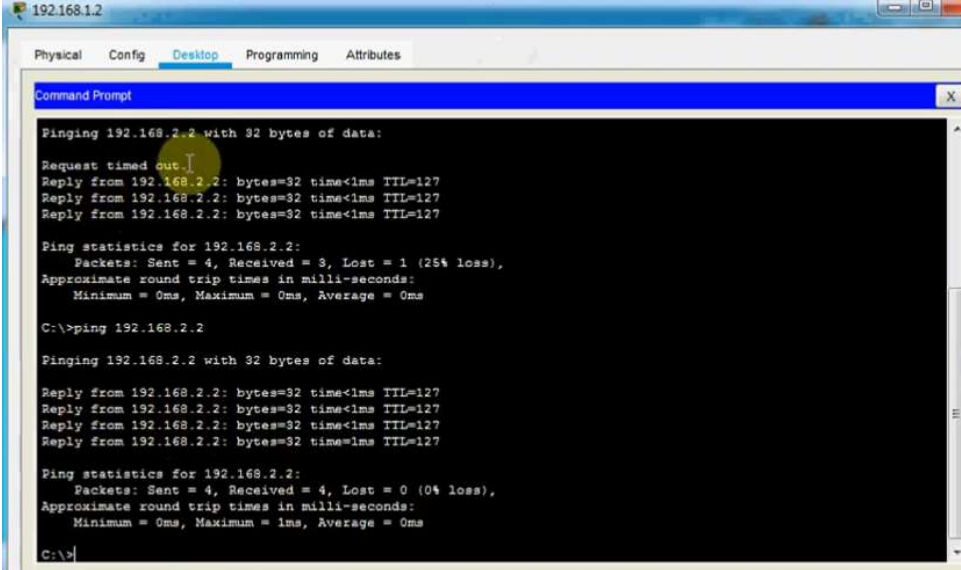 192.168.1.2
Physical Config Desktop Programming Attributes
Command Prompt
X
Pinging 192.168.2.2 with 32 bytes of data:
Request timed out.
Reply from 192.168.2.2: bytes=32 time<1ms TTL=127
Reply from 192.168.2.2: bytes=32 time<1ms TTL=127
Reply from 192.168.2.2: bytes=32 time<1ms TTL=127
Ping statistics for 192.168.2.2:
Packets: Sent = 4, Received = 3, Lost = 1 (25% loss),
Approximate round trip times in milli-seconds:
Minimum = 0ms, Maximum = 0ms, Average = 0ms
C:\>ping 192.168.2.2
Pinging 192.168.2.2 with 32 bytes of data:
Reply from 192.168.2.2: bytes=32 time<1ms TTL=127
Reply from 192.168.2.2: bytes=32 time<1ms TTL=127
Reply from 192.168.2.2: bytes=32 time<1ms TTL=127
Reply from 192.168.2.2: bytes=32 time=1ms TTL=127
Ping statistics for 192.168.2.2:
Packets: Sent = 4, Received = 4, Lost = 0 (0% loss),
Approximate round trip times in milli-seconds:
Minimum = 0ms, Maximum = 1ms, Average = 0ms
C:\>